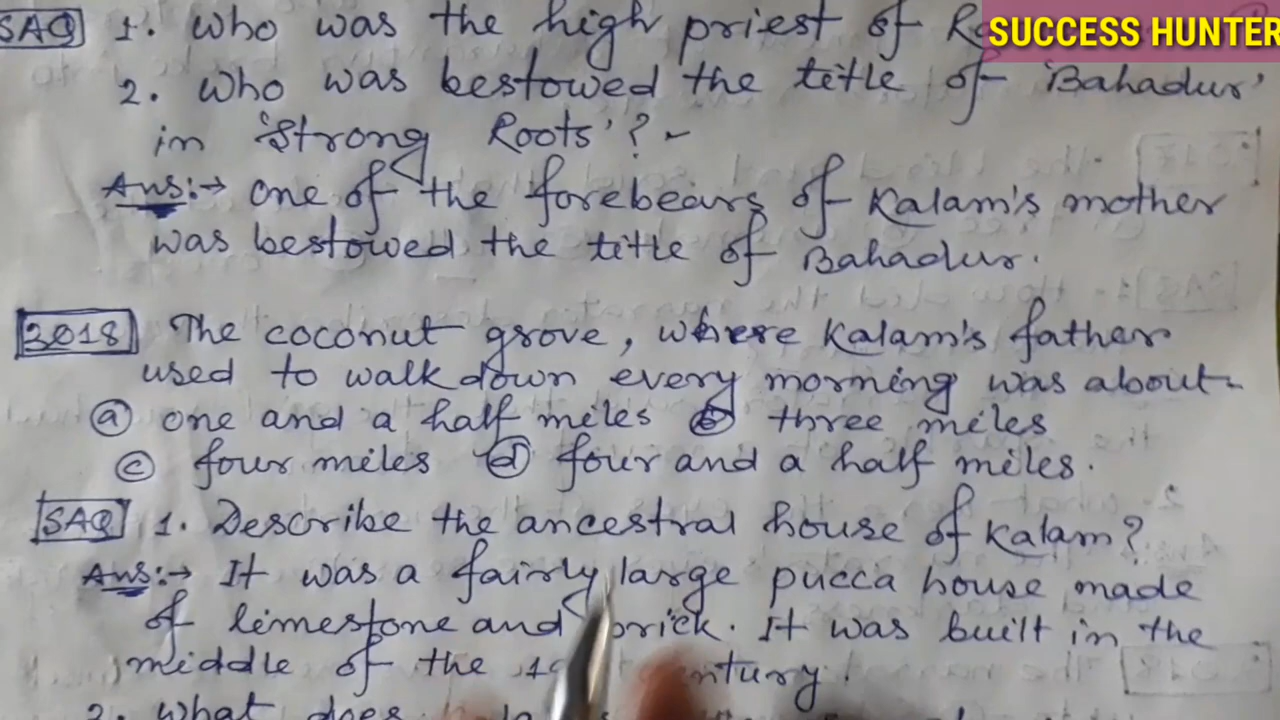 SAQ 1. Who was the high priest of
SUCCESS HUNTER
2. Who was bestowed the title of 'Bahadur'
in 'Strong Roots'?
Ans:→ One of the forebears of Kalam's mother
was bestowed the title of Bahadur.
2018 The coconut grove, where Kalam's father
used to walk down every morning was about
(a) one and a half miles (b) three miles
(c) four miles (d) four and a half miles.
SAQ 1. Describe the ancestral house of Kalam?
Ans:→ It was a fairly large pucca house made
of limestone and brick. It was built in the
middle of the
2. What does